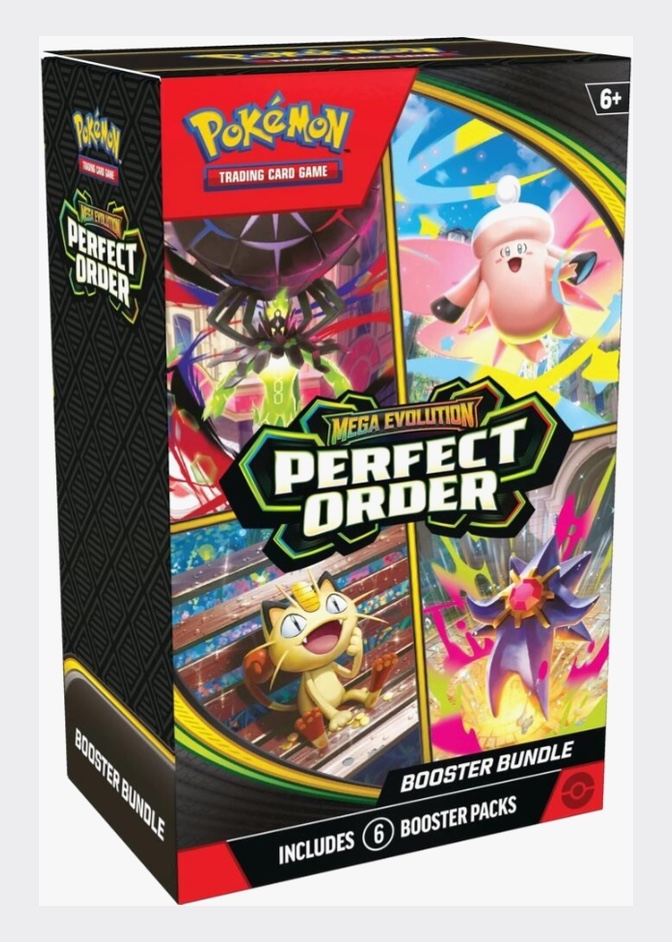 POKéMON
TRADING CARD GAME
6+
POKéMON
TRADING CARD GAME
MEGA EVOLUTION
PERFECT
ORDER
MEGA EVOLUTION
PERFECT
ORDER
BOOSTER BUNDLE
BOOSTER BUNDLE
INCLUDES 6 BOOSTER PACKS